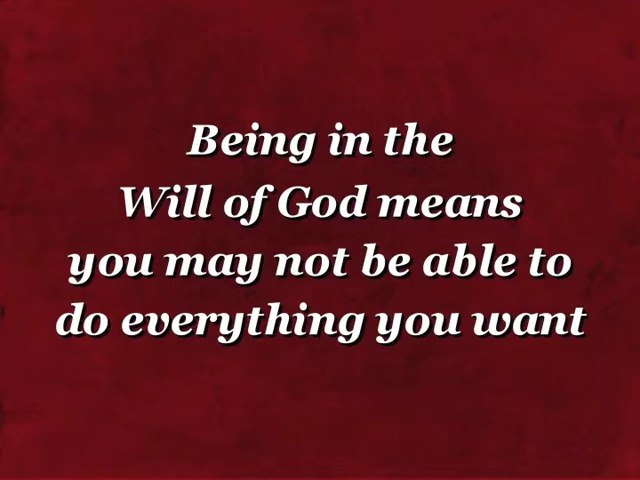 Being in the
Will of God means
you may not be able to
do everything you want